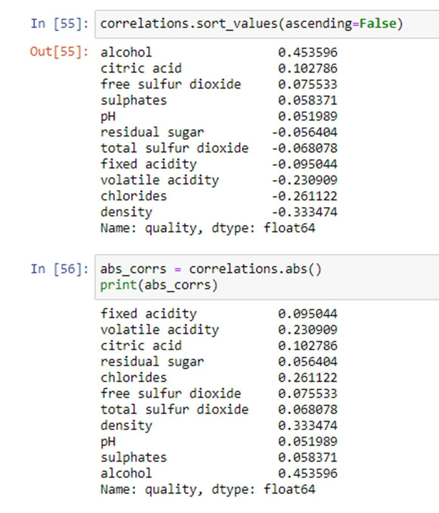 In [55]: correlations.sort_values(ascending=False)
Out[55]: alcohol 0.453596
citric acid 0.102786
free sulfur dioxide 0.075533
sulphates 0.058371
pH 0.051989
residual sugar -0.056404
total sulfur dioxide -0.068078
fixed acidity -0.095044
volatile acidity -0.230909
chlorides -0.261122
density -0.333474
Name: quality, dtype: float64
In [56]: abs_corrs = correlations.abs()
print(abs_corrs)
fixed acidity 0.095044
volatile acidity 0.230909
citric acid 0.102786
residual sugar 0.056404
chlorides 0.261122
free sulfur dioxide 0.075533
total sulfur dioxide 0.068078
density 0.333474
pH 0.051989
sulphates 0.058371
alcohol 0.453596
Name: quality, dtype: float64